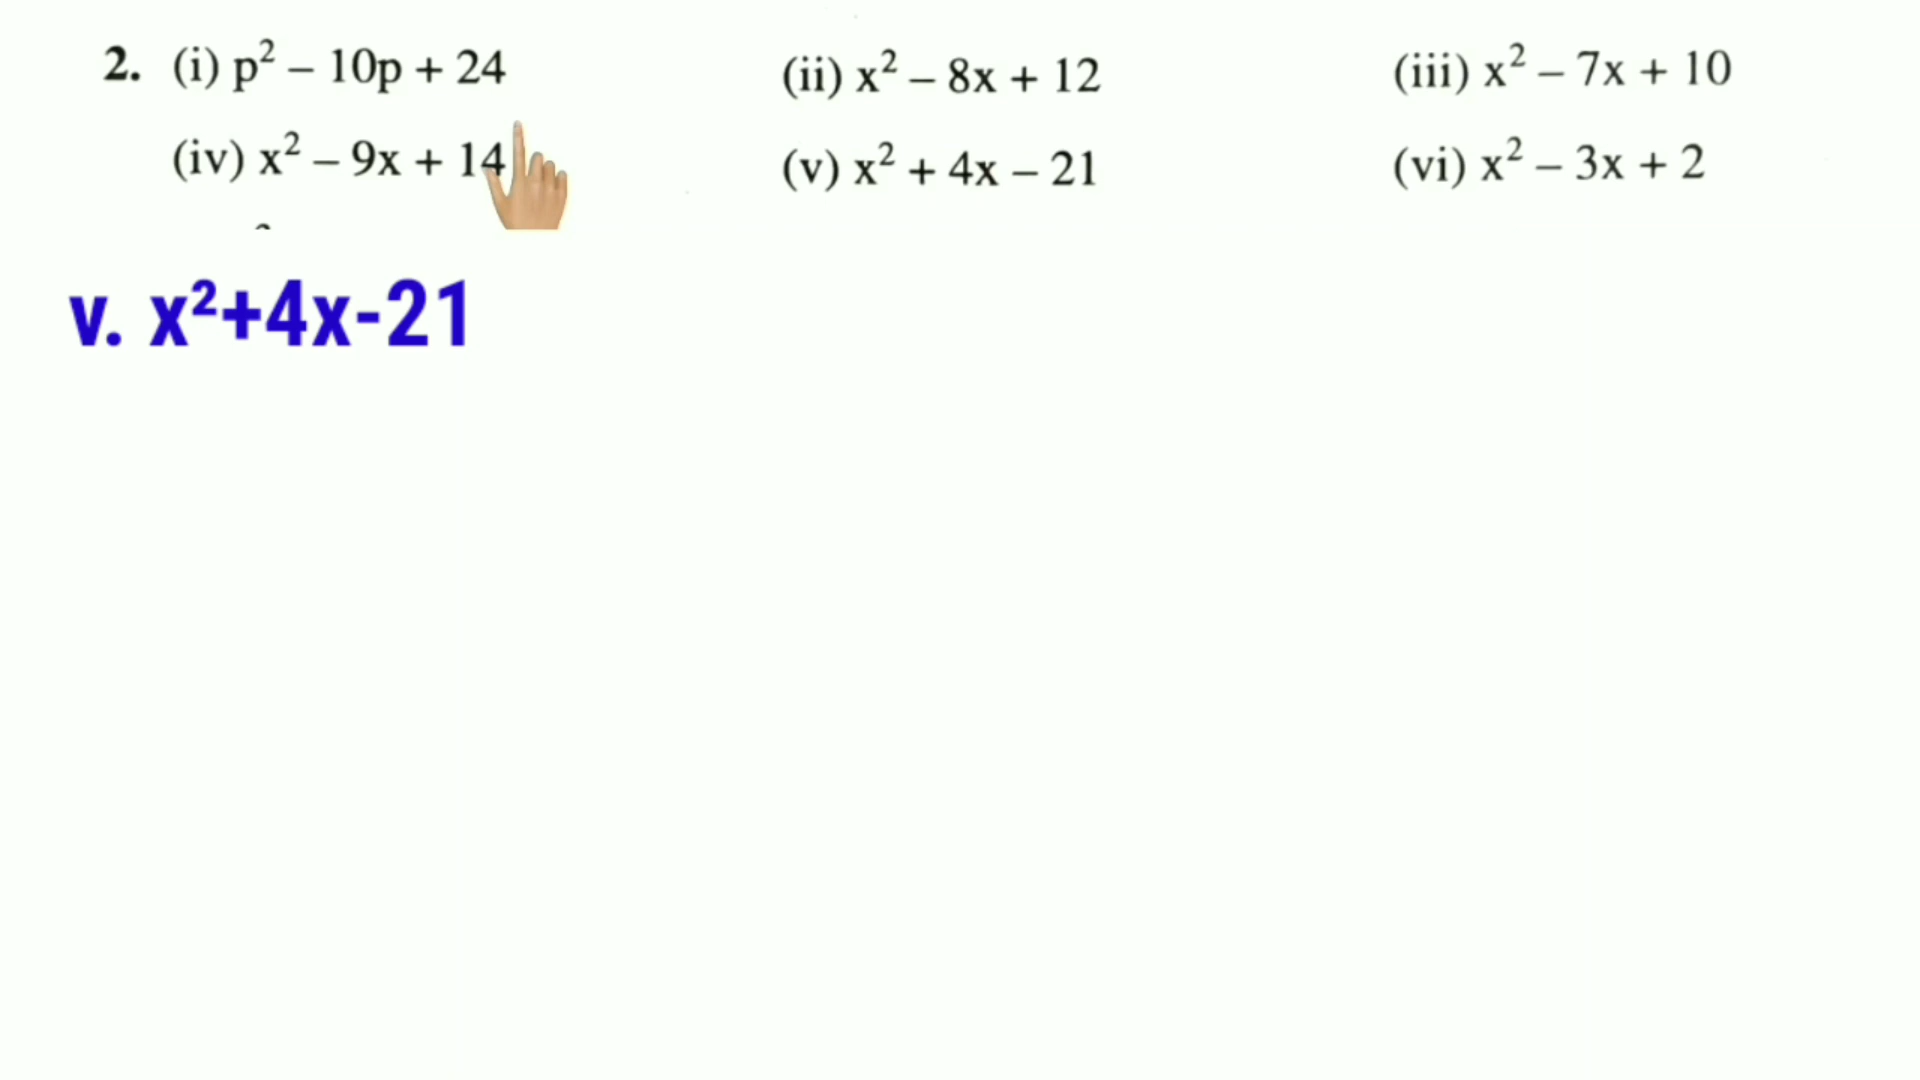 2. (i) p² – 10p + 24 (ii) x² – 8x + 12 (iii) x² – 7x + 10
(iv) x² – 9x + 14 (v) x² + 4x – 21 (vi) x² – 3x + 2
v. x²+4x-21